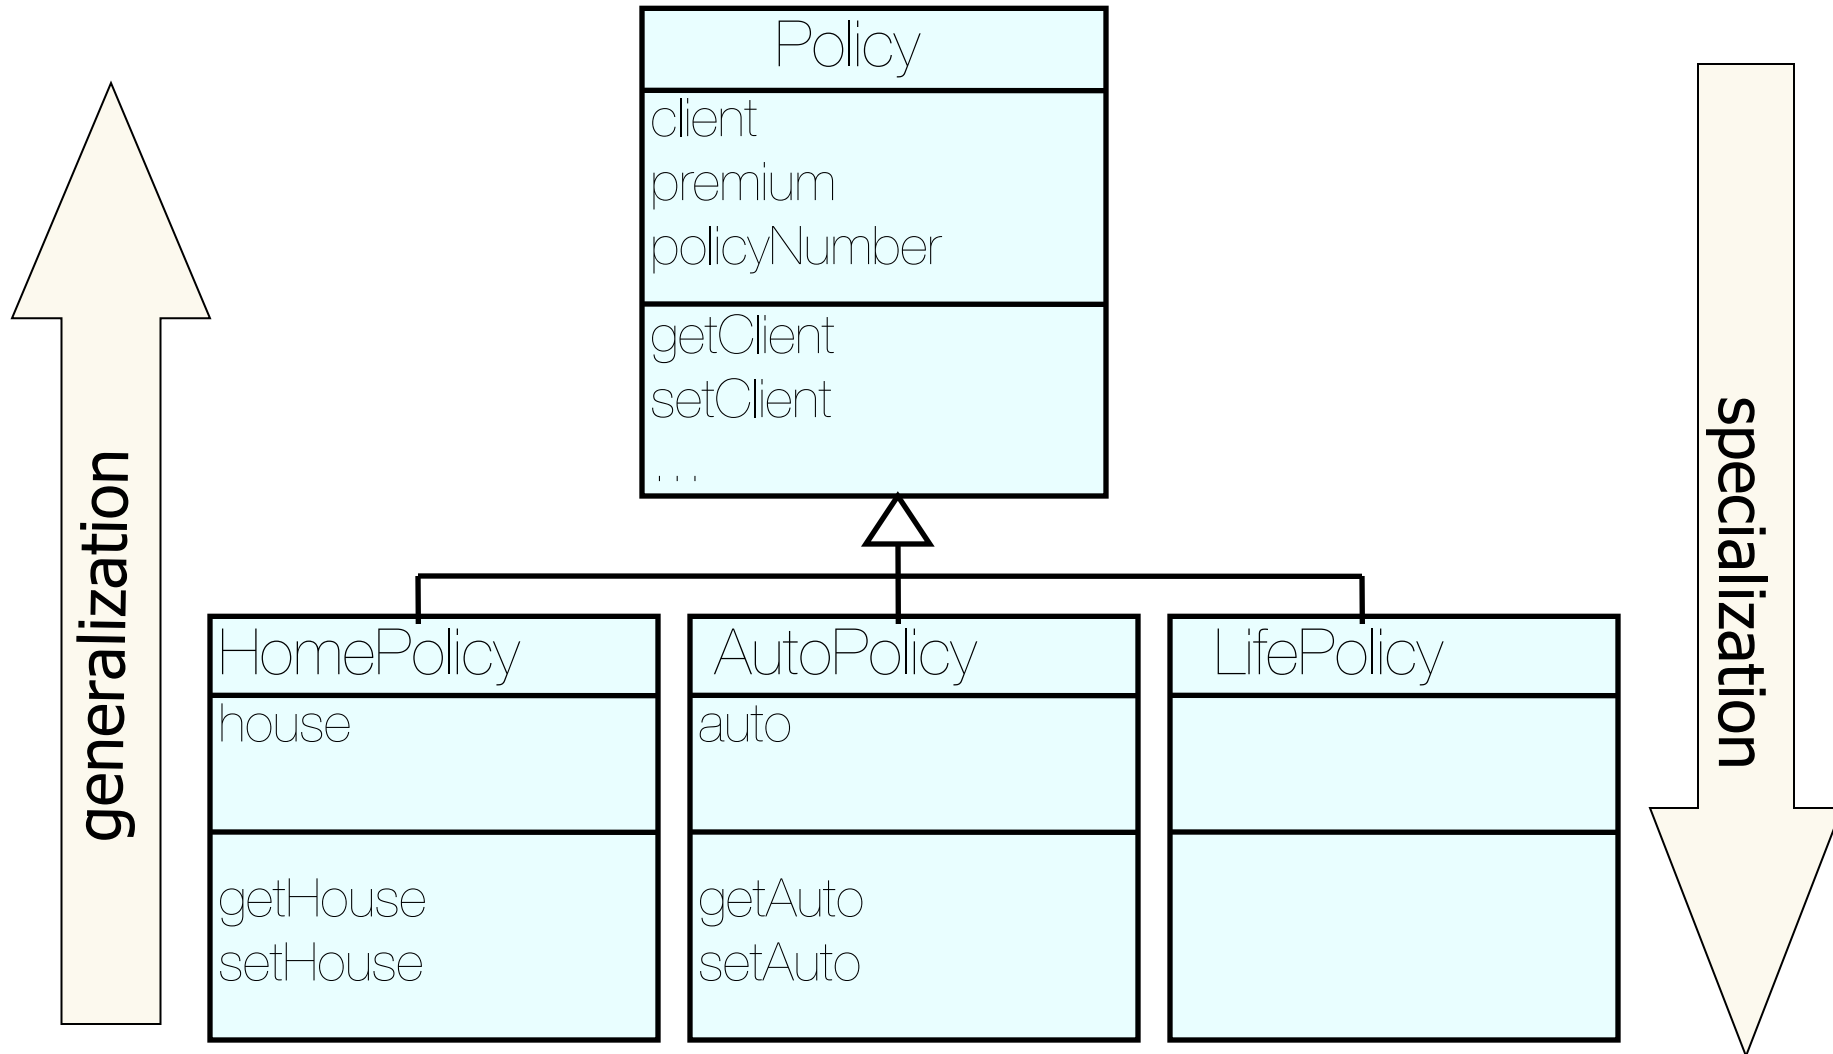 Policy
client
premium
policyNumber
getClient
setClient
...
generalization
specialization
HomePolicy
house
getHouse
setHouse
AutoPolicy
auto
getAuto
setAuto
LifePolicy